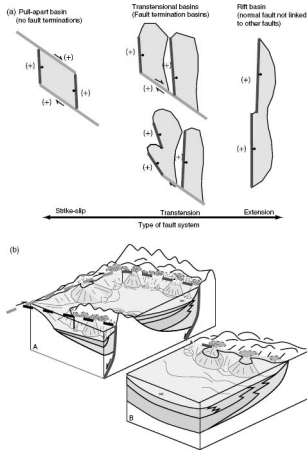 (a)
Pull-apart basin
(no fault terminations)
Transtensional basins
(Fault termination basins)
Rift basin
(normal fault not linked
to other faults)
(+)
(+)
(+)
(+)
(+)
(+)
(+)
(+)
(+)
(+)
(+)
(+)
(+)
Strike-slip
Transtension
Extension
Type of fault system
(b)
A
B